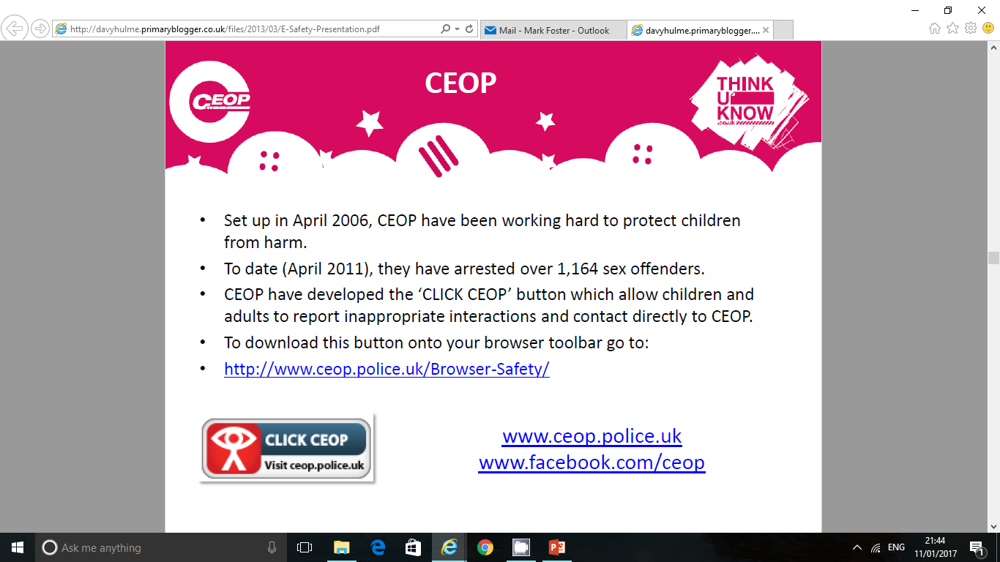 http://davyhulme.primaryblogger.co.uk/files/2013/03/E-Safety-Presentation.pdf
Mail - Mark Foster - Outlook
davyhulme.primaryblogger....
CEOP
CEOP
THINK
U
KNOW
.co.uk
• Set up in April 2006, CEOP have been working hard to protect children
from harm.
• To date (April 2011), they have arrested over 1,164 sex offenders.
• CEOP have developed the ‘CLICK CEOP’ button which allow children and
adults to report inappropriate interactions and contact directly to CEOP.
• To download this button onto your browser toolbar go to:
• http://www.ceop.police.uk/Browser-Safety/
CLICK CEOP
Visit ceop.police.uk
www.ceop.police.uk
www.facebook.com/ceop
Ask me anything
ENG
21:44
11/01/2017
1